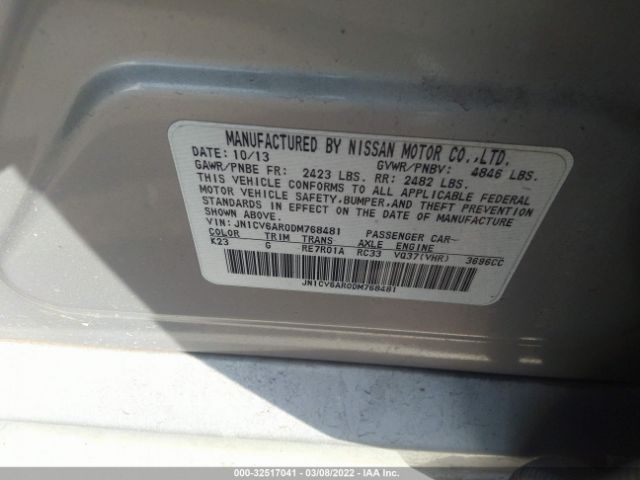 MANUFACTURED BY NISSAN MOTOR CO.,LTD.
DATE: 10/13 GVWR/PNBV: 4846 LBS.
GAWR/PNBE FR: 2423 LBS. RR: 2482 LBS.
THIS VEHICLE CONFORMS TO ALL APPLICABLE FEDERAL
MOTOR VEHICLE SAFETY,BUMPER,AND THEFT PREVENTION
STANDARDS IN EFFECT ON THE DATE OF MANUFACTURE
SHOWN ABOVE.
VIN: JN1CV6AR0DM768481 PASSENGER CAR
COLOR TRIM TRANS AXLE ENGINE
K23 G RE7R01A RC33 VQ37(VHR) 3696CC
JN1CV6AR0DM768481
000-32517041 - 03/08/2022 - IAA Inc.